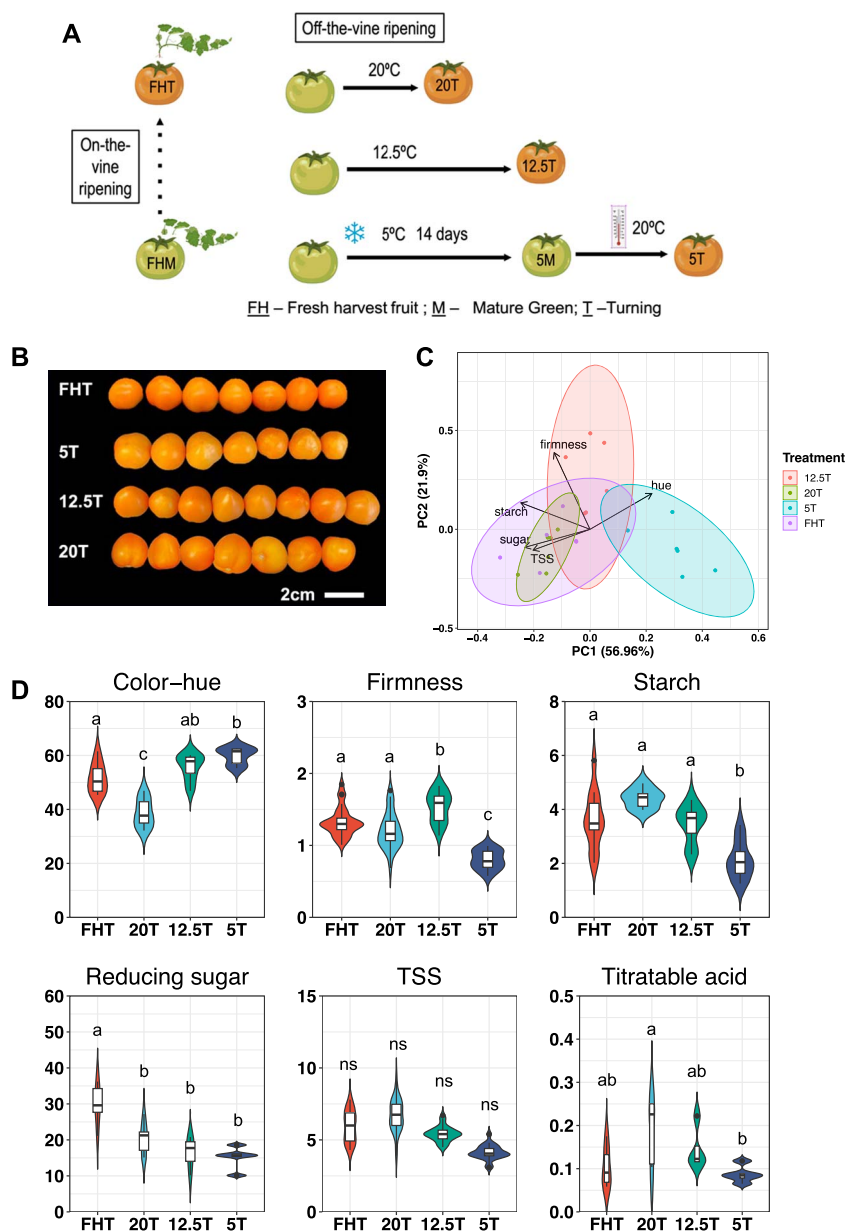 A
Off-the-vine ripening
FHT
20ºC
20T
On-the-
vine
ripening
12.5ºC
12.5T
FHM
5ºC 14 days
5M
20ºC
5T
FH – Fresh harvest fruit ; M – Mature Green; T –Turning
B
FHT
5T
12.5T
20T
2cm
C
PC2 (21.9%)
0.5
0.0
−0.5
firmness
hue
starch
sugar
TSS
−0.4 −0.2 0.0 0.2 0.4 0.6
PC1 (56.96%)
Treatment
12.5T
20T
5T
FHT
D
Color−hue
80
60
40
20
0
a c ab b
FHT 20T 12.5T 5T
Firmness
3
2
1
0
a a b c
FHT 20T 12.5T 5T
Starch
8
6
4
2
0
a a a b
FHT 20T 12.5T 5T
Reducing sugar
60
50
40
30
20
10
0
a b b b
FHT 20T 12.5T 5T
TSS
15
10
5
0
ns ns ns ns
FHT 20T 12.5T 5T
Titratable acid
0.5
0.4
0.3
0.2
0.1
0.0
ab a ab b
FHT 20T 12.5T 5T